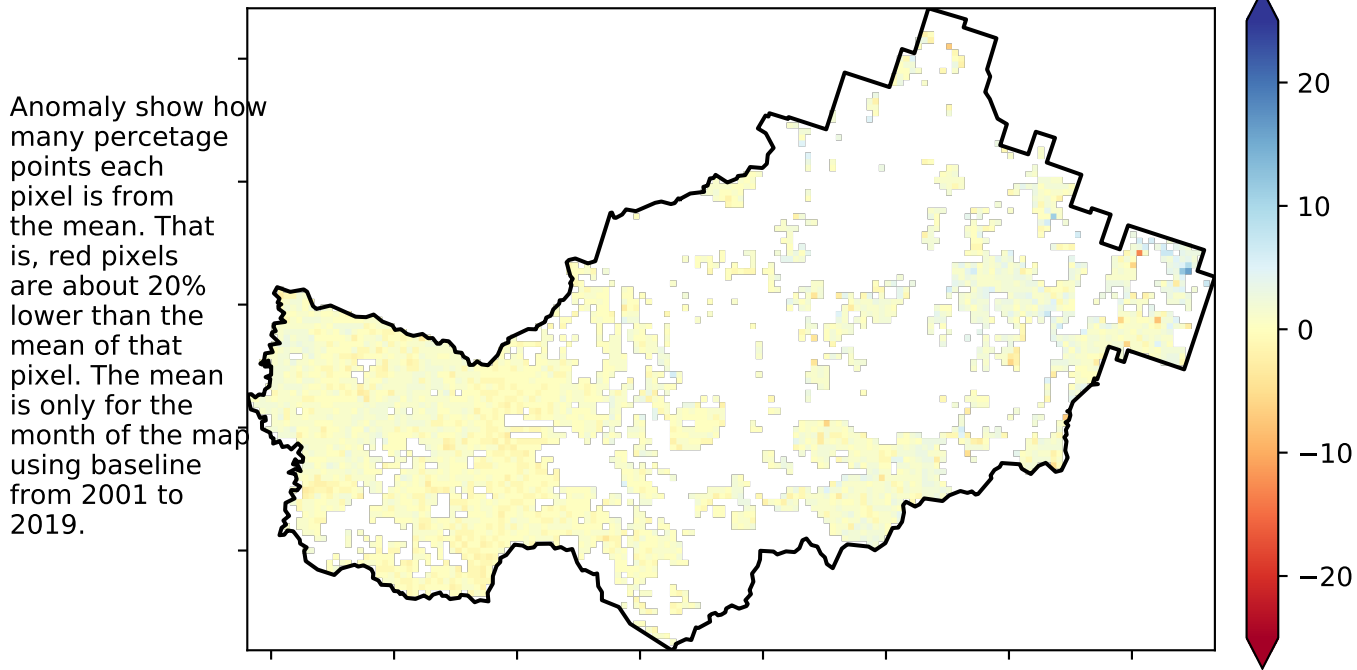 Anomaly show how
many percetage
points each
pixel is from
the mean. That
is, red pixels
are about 20%
lower than the
mean of that
pixel. The mean
is only for the
month of the map
using baseline
from 2001 to
2019.
20
10
0
−10
−20